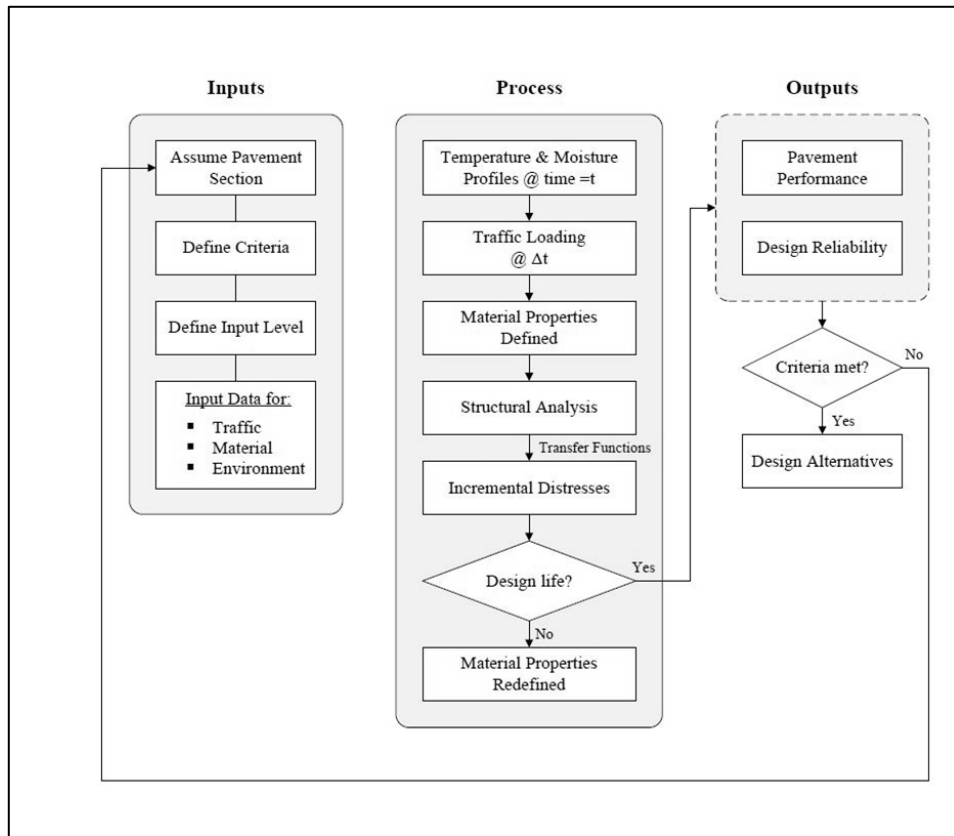 Inputs
Assume Pavement
Section
Define Criteria
Define Input Level
Input Data for:
▪ Traffic
▪ Material
▪ Environment
Process
Temperature & Moisture
Profiles @ time =t
Traffic Loading
@ Δt
Material Properties
Defined
Structural Analysis
Transfer Functions
Incremental Distresses
Design life?
Yes
No
Material Properties
Redefined
Outputs
Pavement
Performance
Design Reliability
Criteria met?
No
Yes
Design Alternatives